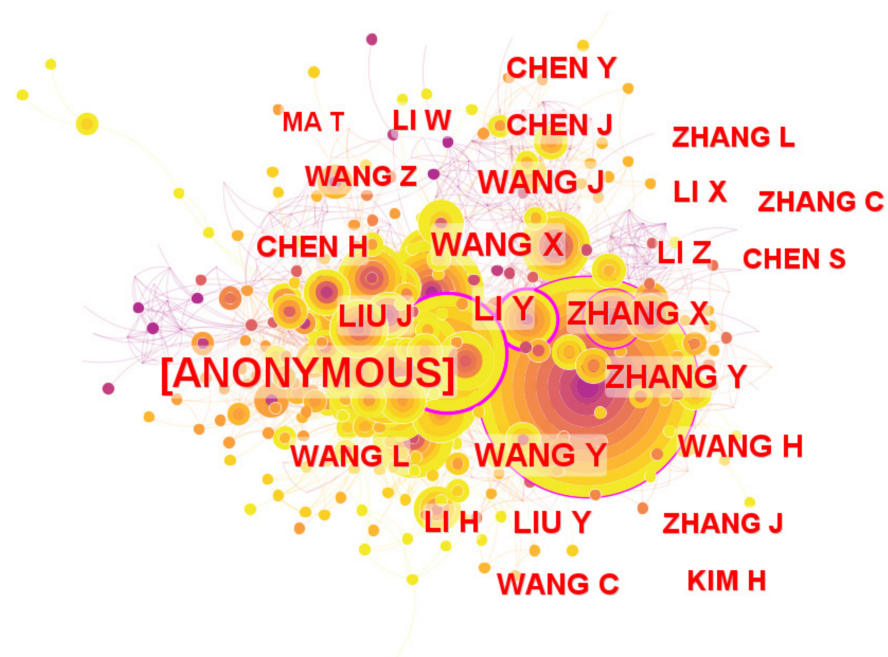 CHEN Y
MA T
LI W
CHEN J
ZHANG L
WANG Z
WANG J
LI X
ZHANG C
CHEN H
WANG X
LI Z
CHEN S
LIU J
LI Y
ZHANG X
[ANONYMOUS]
ZHANG Y
WANG L
WANG Y
WANG H
LI H
LIU Y
ZHANG J
WANG C
KIM H